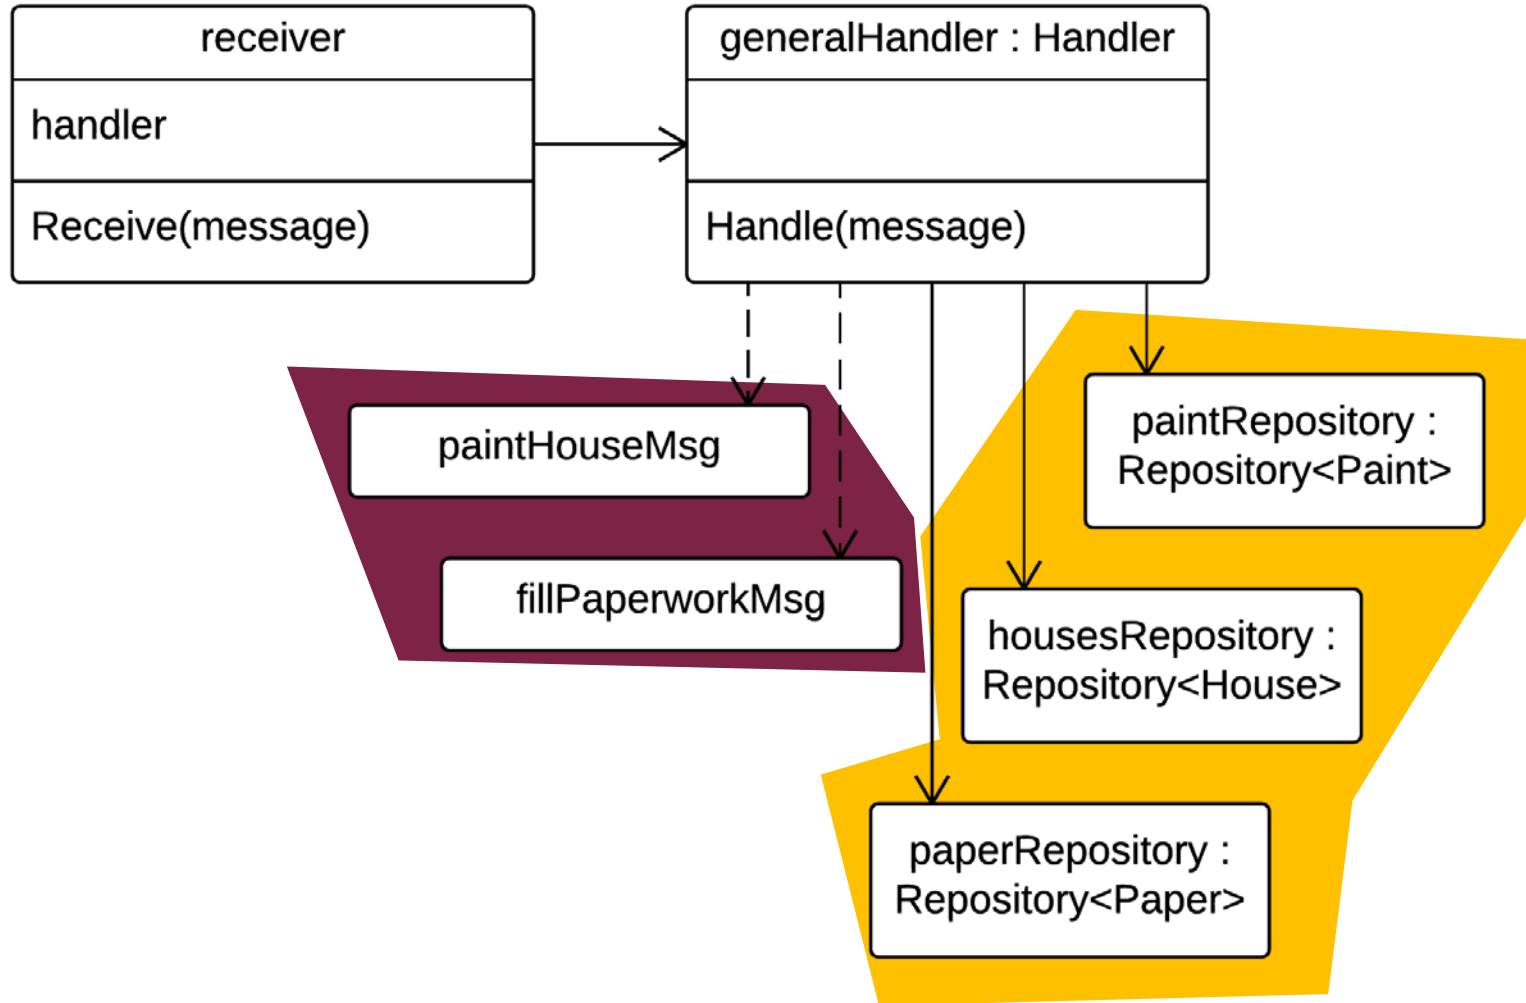 receiver
handler
Receive(message)
generalHandler : Handler
Handle(message)
paintHouseMsg
fillPaperworkMsg
paintRepository :
Repository<Paint>
housesRepository :
Repository<House>
paperRepository :
Repository<Paper>